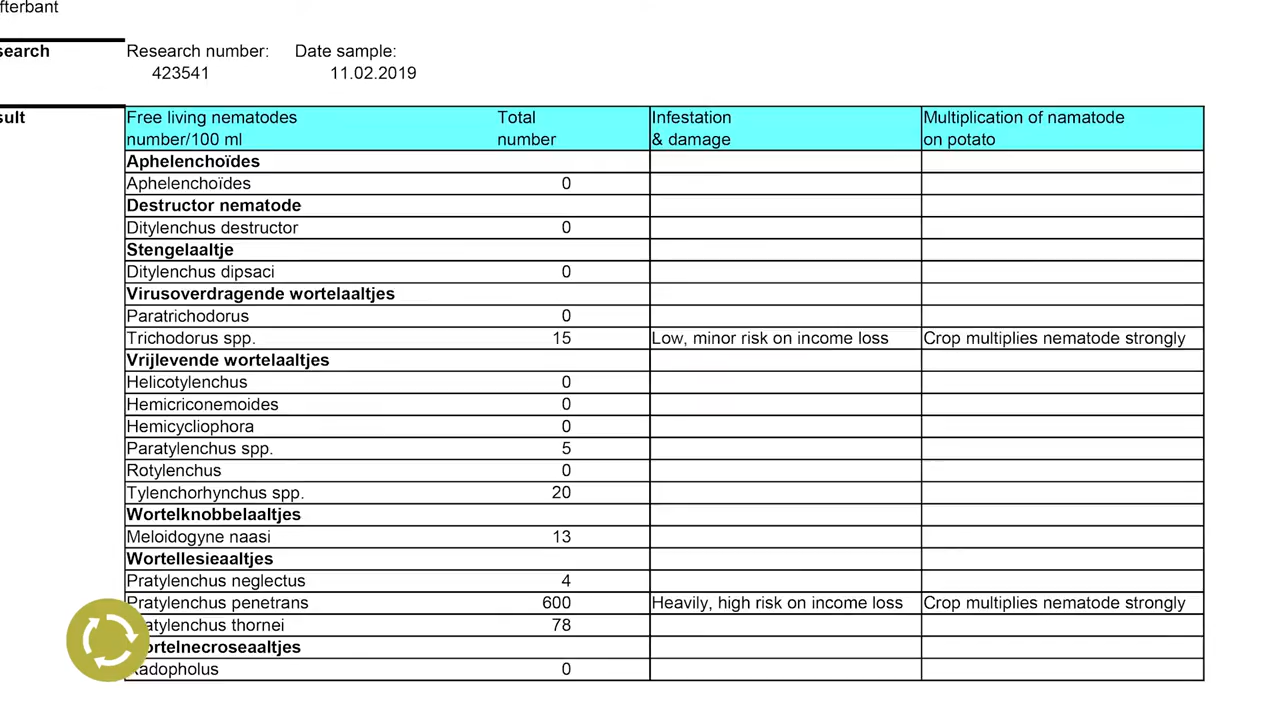 fterbant
search Research number: Date sample:
423541 11.02.2019
sult Free living nematodes Total Infestation Multiplication of namatode
number/100 ml number & damage on potato
Aphelenchoïdes
Aphelenchoïdes 0
Destructor nematode
Ditylenchus destructor 0
Stengelaaltje
Ditylenchus dipsaci 0
Virusoverdragende wortelaaltjes
Paratrichodorus 0
Trichodorus spp. 15 Low, minor risk on income loss Crop multiplies nematode strongly
Vrijlevende wortelaaltjes
Helicotylenchus 0
Hemicriconemoides 0
Hemicycliophora 0
Paratylenchus spp. 5
Rotylenchus 0
Tylenchorhynchus spp. 20
Wortelknobbelaaltjes
Meloidogyne naasi 13
Wortellesieaaltjes
Pratylenchus neglectus 4
Pratylenchus penetrans 600 Heavily, high risk on income loss Crop multiplies nematode strongly
atylenchus thornei 78
ortelnecroseaaltjes
adopholus 0